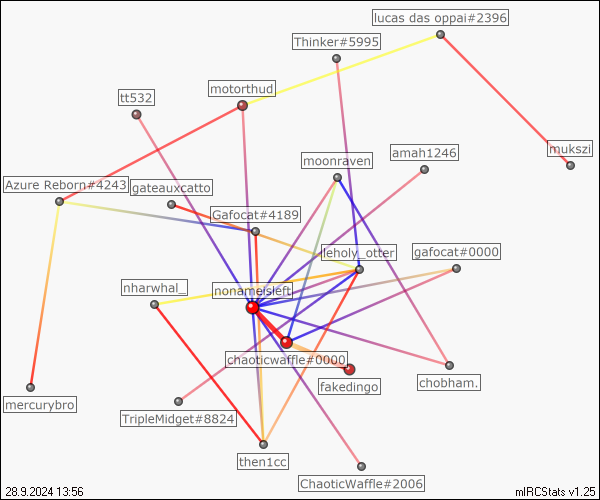 lucas das oppai#2396
Thinker#5995
motorthud
tt532
mukszi
moonraven
amah1246
Azure Reborn#4243
gateauxcatto
Gafocat#4189
leholy_otter
gafocat#0000
nharwhal_
nonameisleft
chaoticwaffle#0000
fakedingo
chobham.
mercurybro
TripleMidget#8824
then1cc
ChaoticWaffle#2006
28.9.2024 13:56
mIRCStats v1.25